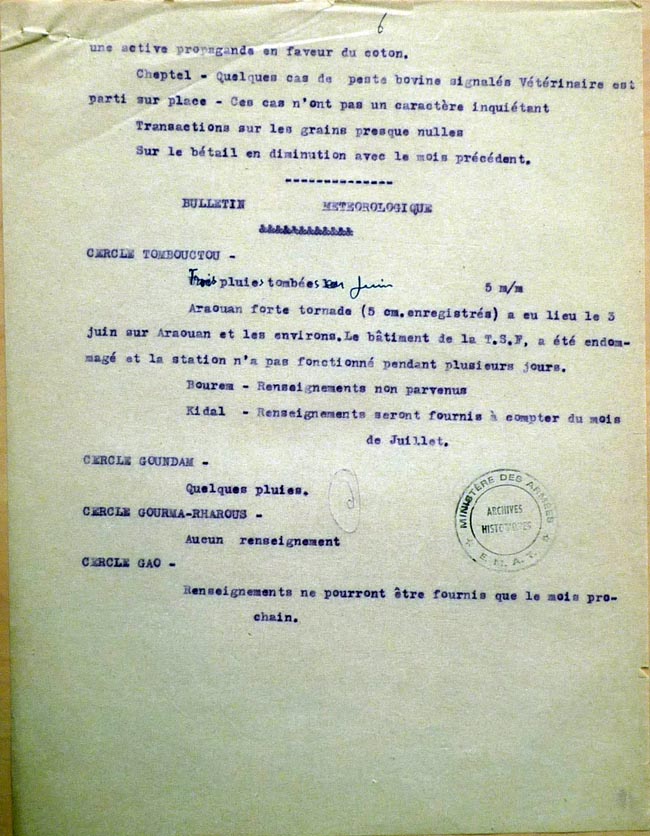 6
une active propagande en faveur du coton.
Cheptel - Quelques cas de peste bovine signalés Vétérinaire est
parti sur place - Ces cas n'ont pas un caractère inquiétant
Transactions sur les grains presque nulles
Sur le bétail en diminution avec le mois précédent.
--------------
BULLETIN METEOROLOGIQUE
&&&&&&&&&&&&
CERCLE TOMBOUCTOU -
Trois pluies tombées en Juin 5 m/m
Araouan forte tornade (5 cm.enregistrés) a eu lieu le 3
juin sur Araouan et les environs.Le bâtiment de la T.S.F, a été endom-
magé et la station n'a pas fonctionné pendant plusieurs jours.
Bourem - Renseignements non parvenus
Kidal - Renseignements seront fournis à compter du mois
de Juillet.
CERCLE GOUNDAM -
Quelques pluies.
CERCLE GOURMA-RHAROUS -
Aucun renseignement
CERCLE GAO -
Renseignements ne pourront être fournis que le mois pro-
chain.
MINISTÈRE DES ARMÉES
ARCHIVES
HISTORIQUES
E.M.A.T.